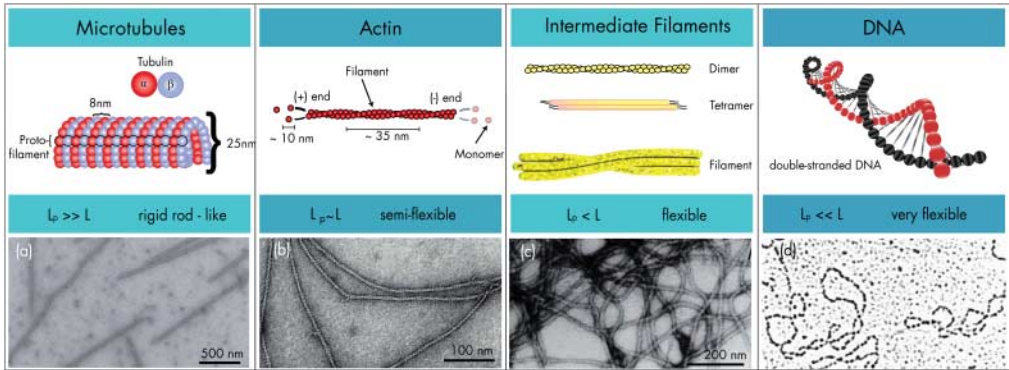 Microtubules
Tubulin
α β
8nm
Proto-
filament
25nm
Lp >> L rigid rod - like
(a)
500 nm
Actin
Filament
(+) end
(-) end
~ 10 nm
~ 35 nm
Monomer
L p~L semi-flexible
(b)
100 nm
Intermediate Filaments
Dimer
Tetramer
Filament
Lp < L flexible
(c)
200 nm
DNA
double-stranded DNA
Lp << L very flexible
(d)